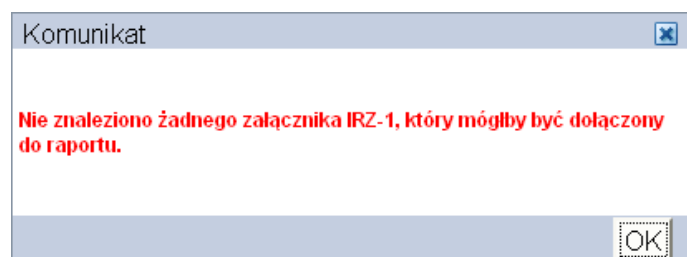 Komunikat
Nie znaleziono żadnego załącznika IRZ-1, który mógłby być dołączony
do raportu.
OK